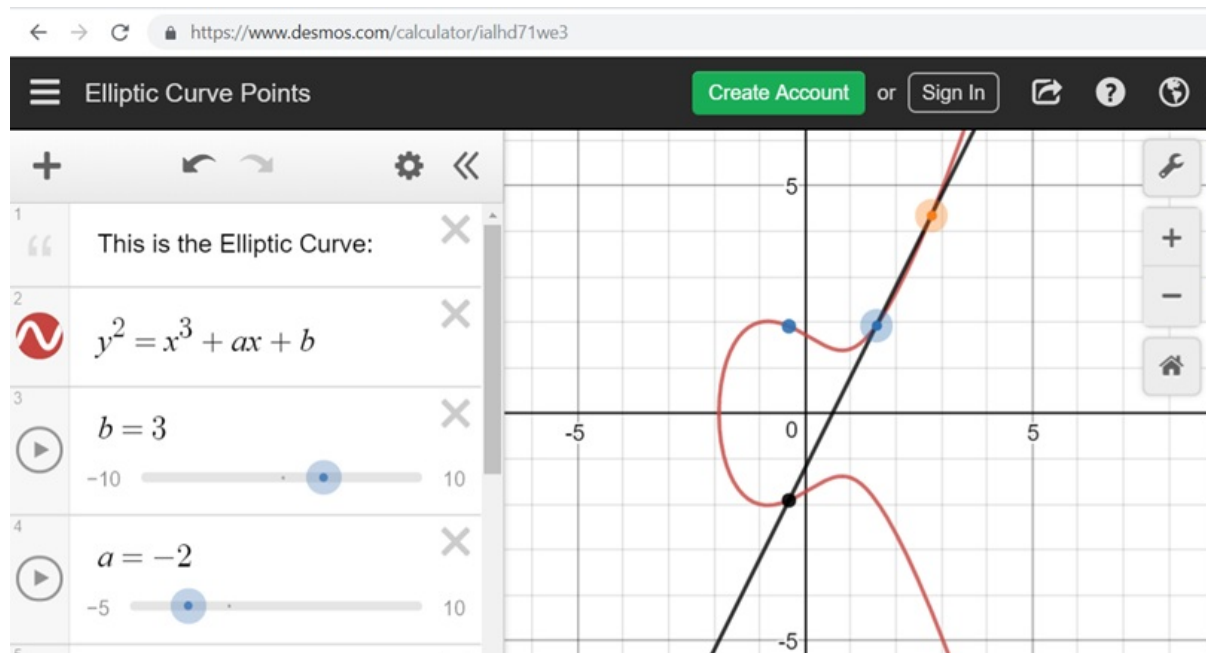 https://www.desmos.com/calculator/ialhd71we3
Elliptic Curve Points
Create Account or Sign In
1
This is the Elliptic Curve:
2
y² = x³ + ax + b
3
b = 3
-10 10
4
a = −2
-5 10
5
-5 0 5
-5